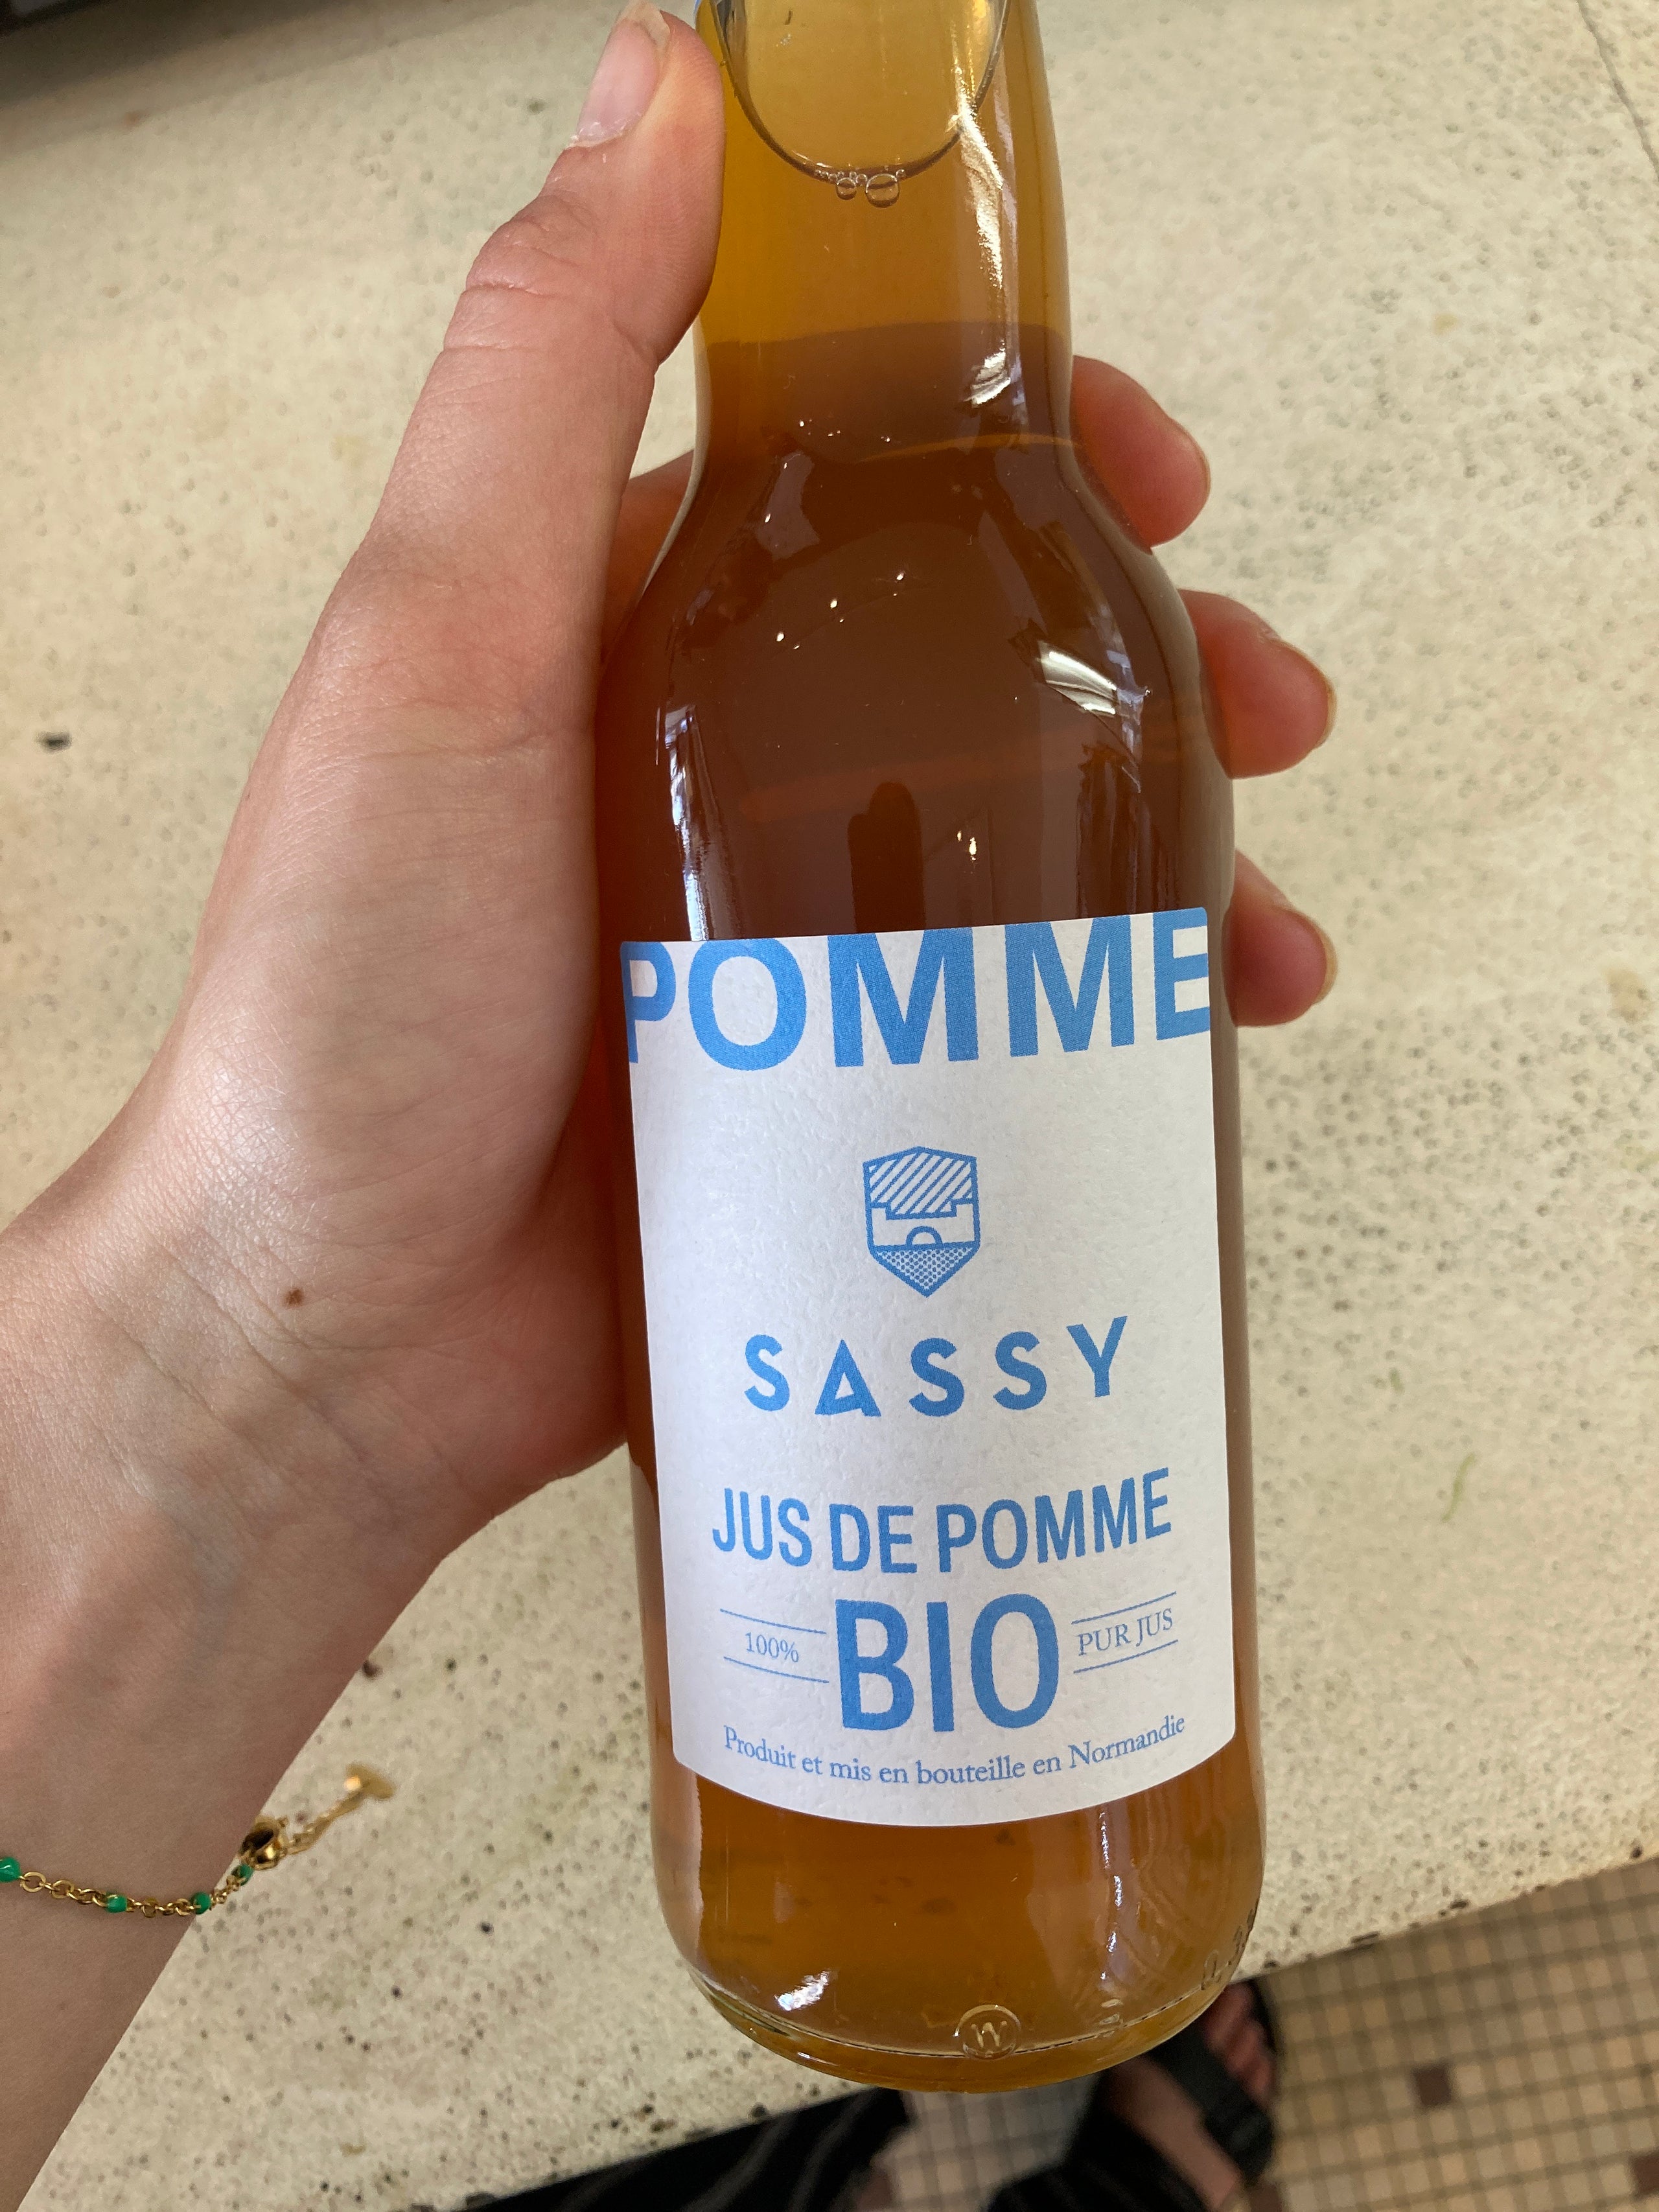 POMME
SASSY
JUS DE POMME
100% BIO PUR JUS
Produit et mis en bouteille en Normandie
W